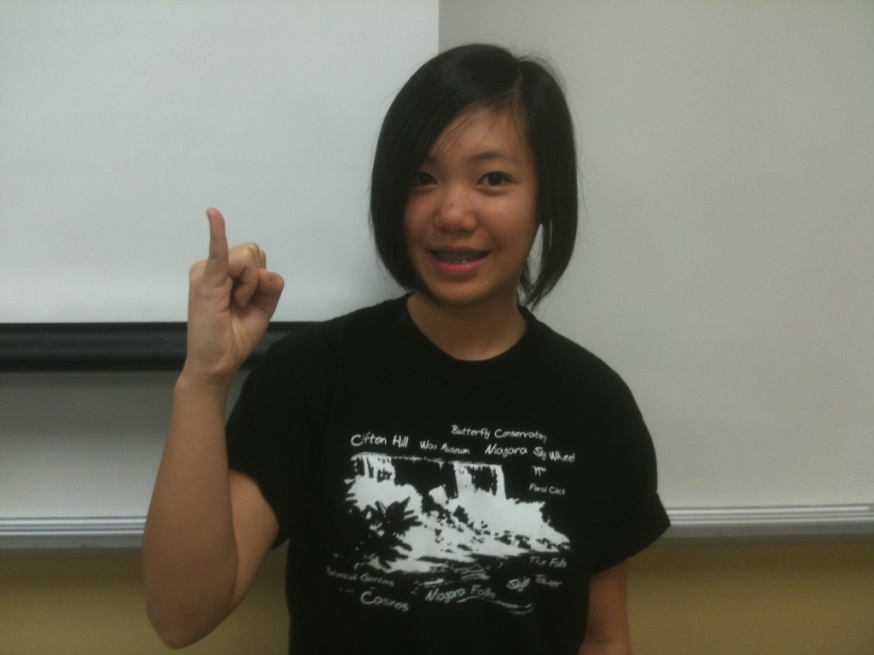 Butterfly Conservatory
Clifton Hill Wax Museum Niagara Sky Wheel
Floral Clock
The Falls
Botanical Gardens
Casinos Niagara Falls
Tower